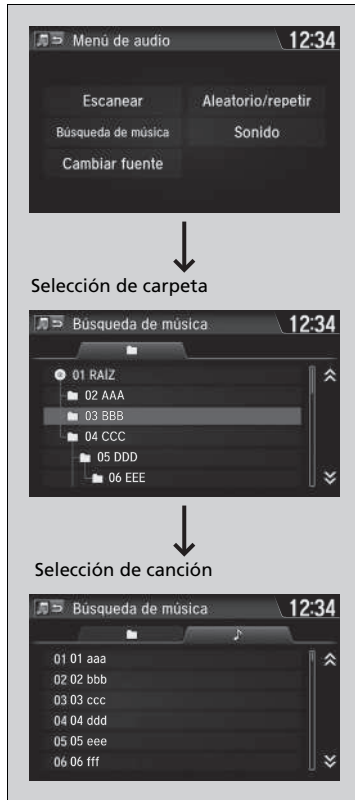 Menú de audio 12:34
Escanear Aleatorio/repetir
Búsqueda de música Sonido
Cambiar fuente
Selección de carpeta
Búsqueda de música 12:34
01 RAÍZ
02 AAA
03 BBB
04 CCC
05 DDD
06 EEE
Selección de canción
Búsqueda de música 12:34
01 01 aaa
02 02 bbb
03 03 ccc
04 04 ddd
05 05 eee
06 06 fff